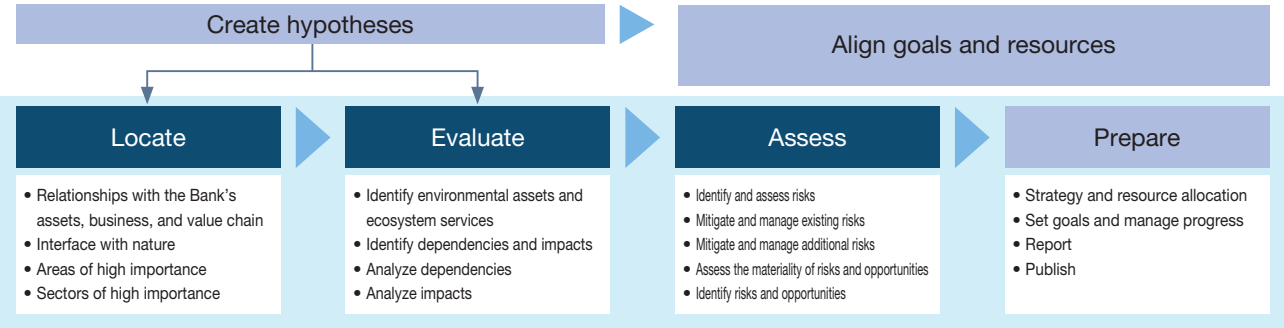 Create hypotheses
Align goals and resources
Locate
• Relationships with the Bank's
assets, business, and value chain
• Interface with nature
• Areas of high importance
• Sectors of high importance
Evaluate
• Identify environmental assets and
ecosystem services
• Identify dependencies and impacts
• Analyze dependencies
• Analyze impacts
Assess
• Identify and assess risks
• Mitigate and manage existing risks
• Mitigate and manage additional risks
• Assess the materiality of risks and opportunities
• Identify risks and opportunities
Prepare
• Strategy and resource allocation
• Set goals and manage progress
• Report
• Publish